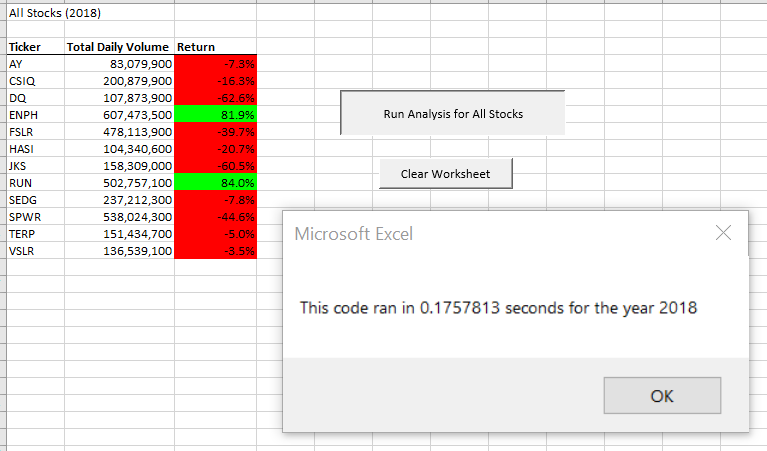 All Stocks (2018)
Ticker Total Daily Volume Return
AY 83,079,900 -7.3%
CSIQ 200,879,900 -16.3%
DQ 107,873,900 -62.6%
ENPH 607,473,500 81.9%
FSLR 478,113,900 -39.7%
HASI 104,340,600 -20.7%
JKS 158,309,000 -60.5%
RUN 502,757,100 84.0%
SEDG 237,212,300 -7.8%
SPWR 538,024,300 -44.6%
TERP 151,434,700 -5.0%
VSLR 136,539,100 -3.5%
Run Analysis for All Stocks
Clear Worksheet
Microsoft Excel
This code ran in 0.1757813 seconds for the year 2018
OK